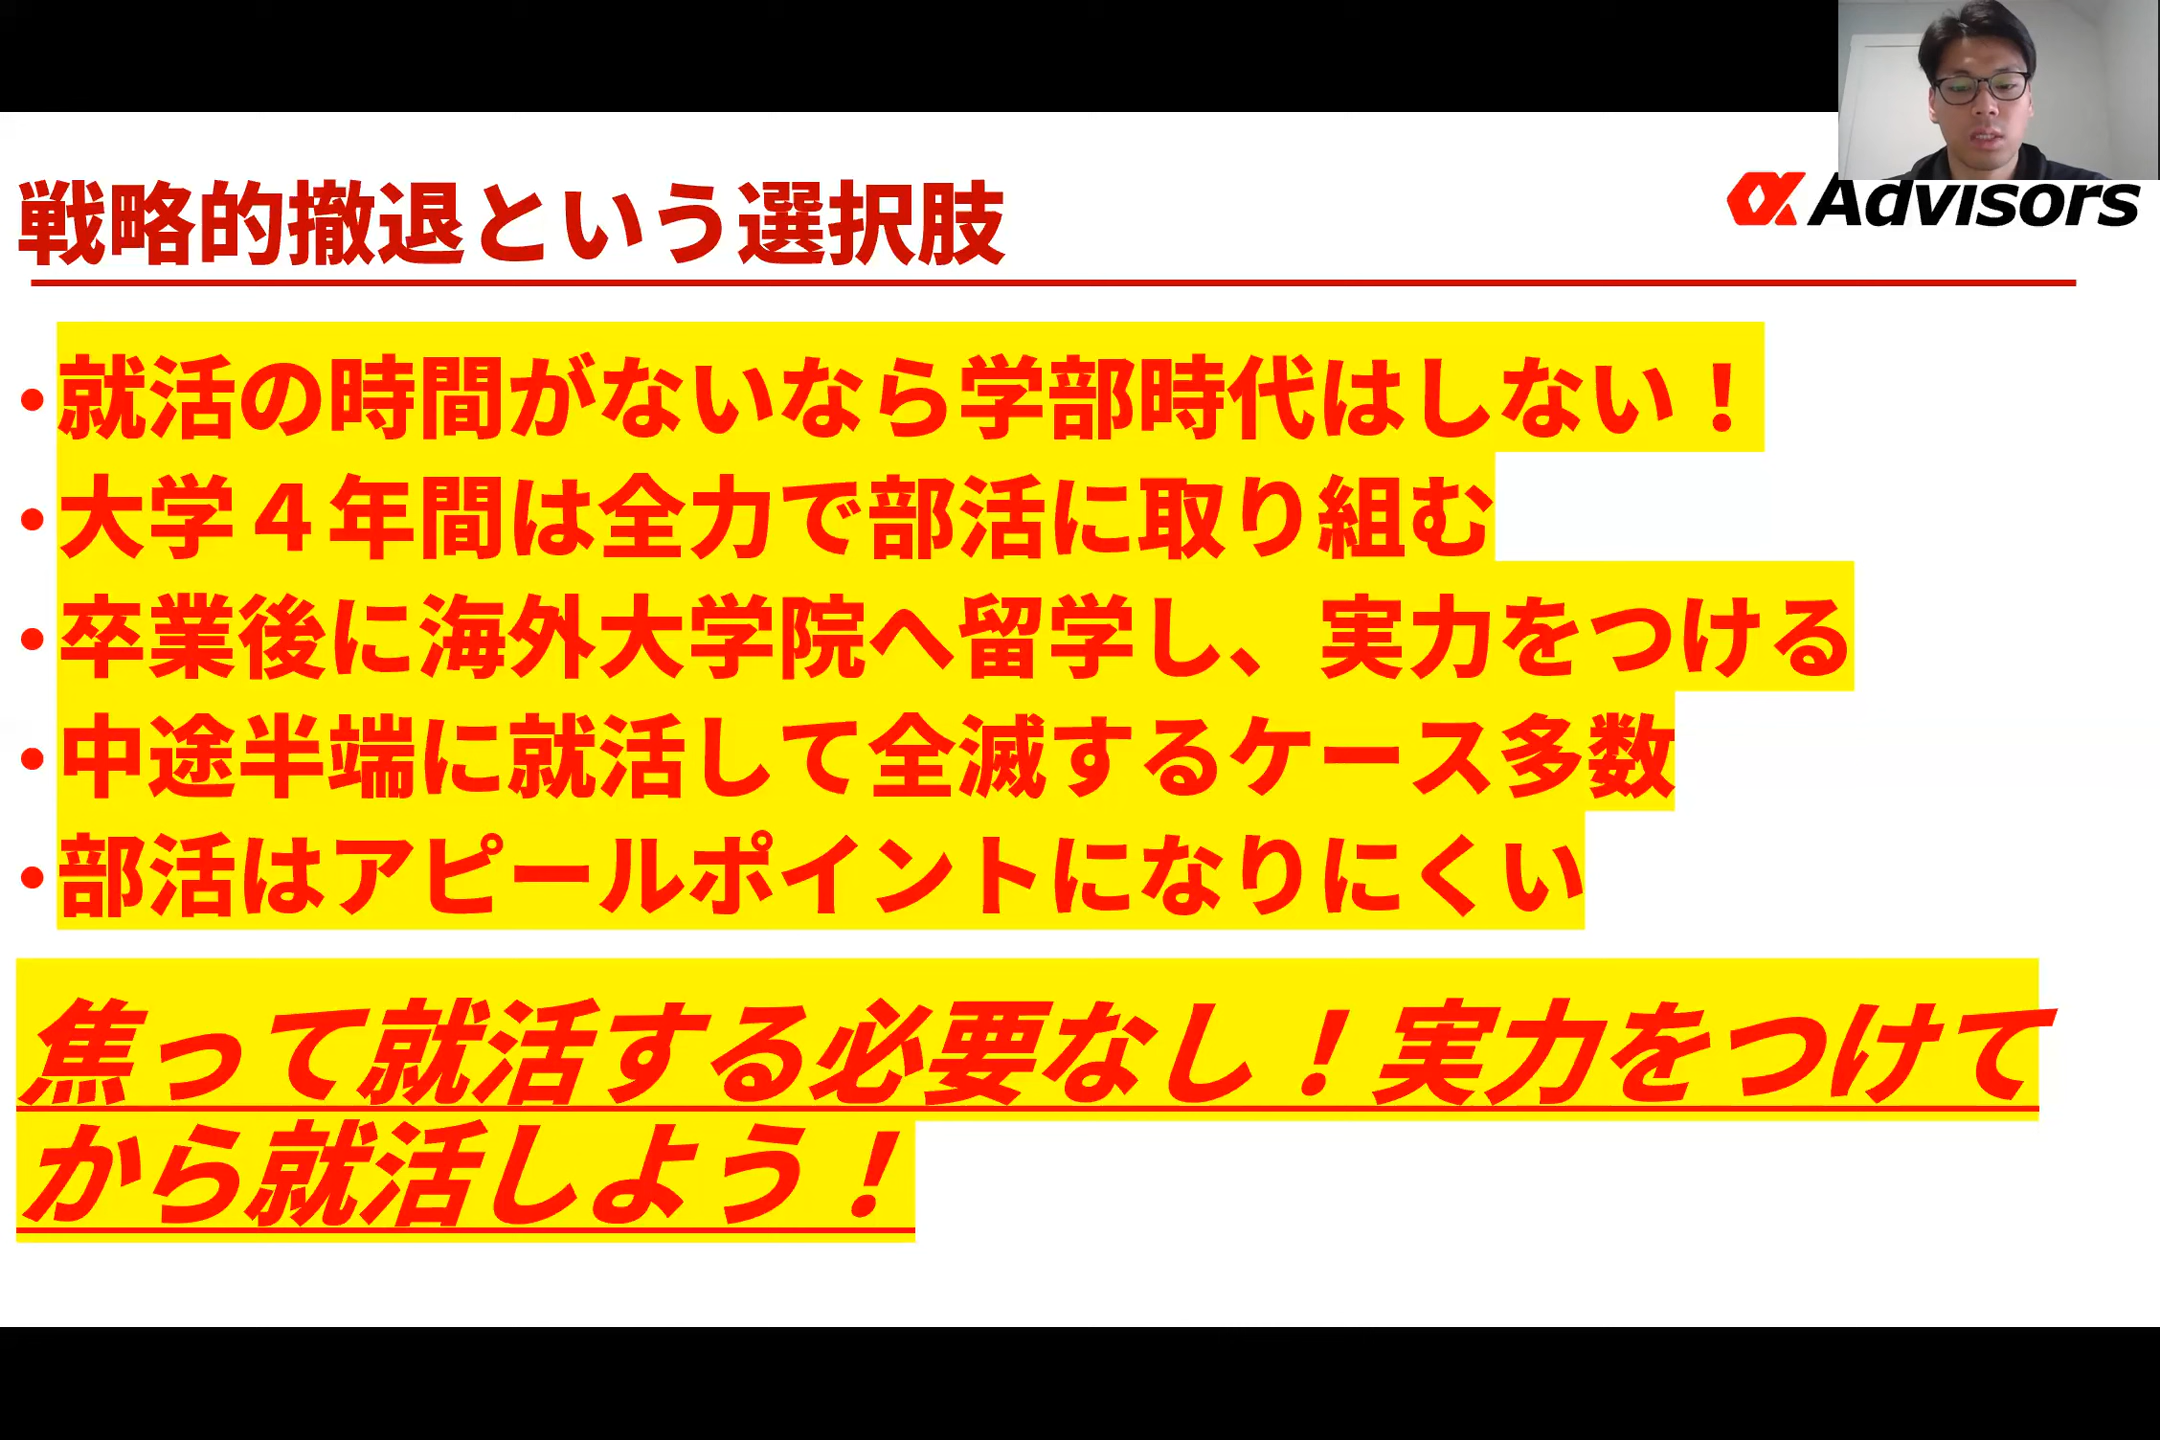 戦略的撤退という選択肢
α Advisors
・就活の時間がないなら学部時代はしない！
・大学４年間は全力で部活に取り組む
・卒業後に海外大学院へ留学し、実力をつける
・中途半端に就活して全滅するケース多数
・部活はアピールポイントになりにくい
焦って就活する必要なし！実力をつけて
から就活しよう！